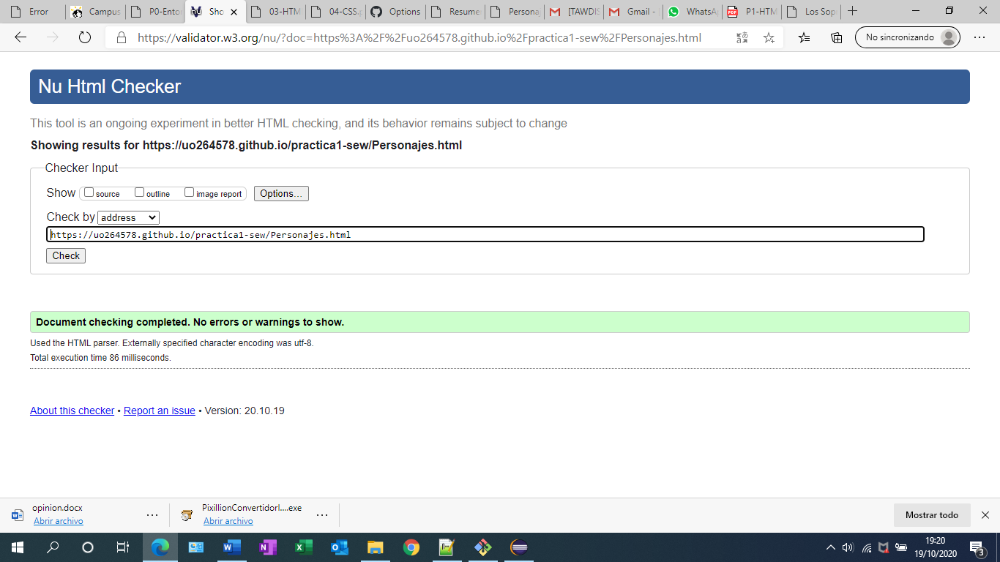 Error Campus P0-Ento Sho 03-HTM 04-CSS.p Options Resume Persona [TAWDIS Gmail - WhatsA P1-HTM Los Sop
https://validator.w3.org/nu/?doc=https%3A%2F%2Fuo264578.github.io%2Fpractica1-sew%2FPersonajes.html No sincronizando
Nu Html Checker
This tool is an ongoing experiment in better HTML checking, and its behavior remains subject to change
Showing results for https://uo264578.github.io/practica1-sew/Personajes.html
Checker Input
Show source outline image report Options...
Check by address
https://uo264578.github.io/practica1-sew/Personajes.html
Check
Document checking completed. No errors or warnings to show.
Used the HTML parser. Externally specified character encoding was utf-8.
Total execution time 86 milliseconds.
About this checker • Report an issue • Version: 20.10.19
opinion.docx
Abrir archivo
PixillionConvertidorI....exe
Abrir archivo
Mostrar todo
19:20
19/10/2020
3